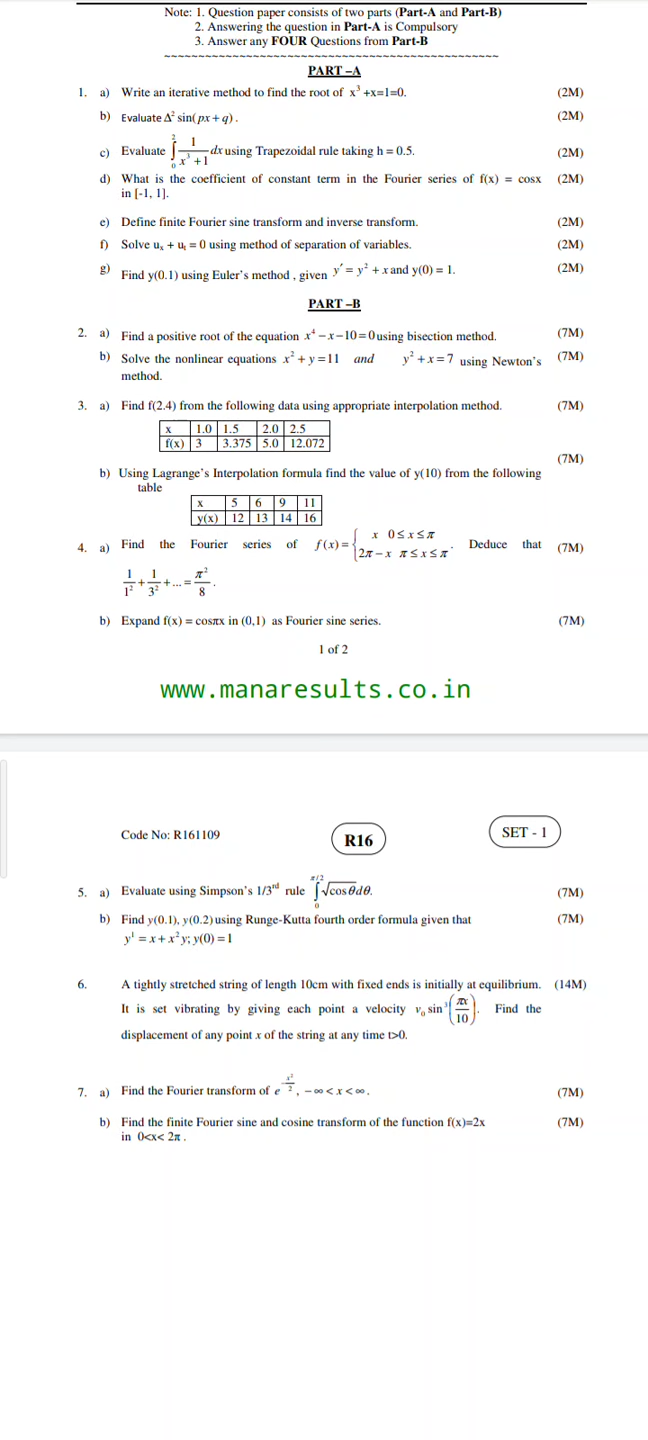 Note: 1. Question paper consists of two parts (Part-A and Part-B)
2. Answering the question in Part-A is Compulsory
3. Answer any FOUR Questions from Part-B
~~~~~~~~~~~~~~~~~~~~~~~~~~~~~~~~~~~~~~~~~~~~~~~~~
PART –A
1. a) Write an iterative method to find the root of x³ +x=1=0. (2M)
b) Evaluate Δ² sin(px + q) . (2M)
c) Evaluate ∫₀² 1/(x³ +1) dx using Trapezoidal rule taking h = 0.5. (2M)
d) What is the coefficient of constant term in the Fourier series of f(x) = cosx (2M)
in [-1, 1].
e) Define finite Fourier sine transform and inverse transform. (2M)
f) Solve uₓ + uₜ = 0 using method of separation of variables. (2M)
g) Find y(0.1) using Euler's method , given y′ = y² + x and y(0) = 1. (2M)
PART –B
2. a) Find a positive root of the equation x⁴ – x – 10 = 0 using bisection method. (7M)
b) Solve the nonlinear equations x² + y = 11 and y² + x = 7 using Newton's (7M)
method.
3. a) Find f(2.4) from the following data using appropriate interpolation method. (7M)
x 1.0 1.5 2.0 2.5
f(x) 3 3.375 5.0 12.072
(7M)
b) Using Lagrange's Interpolation formula find the value of y(10) from the following
table
x 5 6 9 11
y(x) 12 13 14 16
4. a) Find the Fourier series of f(x) = { x 0 ≤ x ≤ π ; 2π – x π ≤ x ≤ π . Deduce that (7M)
1/1² + 1/3² + ... = π²/8 .
b) Expand f(x) = cosπx in (0,1) as Fourier sine series. (7M)
1 of 2
www.manaresults.co.in
Code No: R161109 R16 SET - 1
5. a) Evaluate using Simpson's 1/3rd rule ∫₀^(π/2) √cosθ dθ. (7M)
b) Find y(0.1), y(0.2) using Runge-Kutta fourth order formula given that (7M)
y¹ = x + x² y; y(0) = 1
6. A tightly stretched string of length 10cm with fixed ends is initially at equilibrium. (14M)
It is set vibrating by giving each point a velocity v₀ sin³(πx/10). Find the
displacement of any point x of the string at any time t>0.
7. a) Find the Fourier transform of e^(-x²/2) , – ∞ < x < ∞ . (7M)
b) Find the finite Fourier sine and cosine transform of the function f(x)=2x (7M)
in 0<x< 2π .